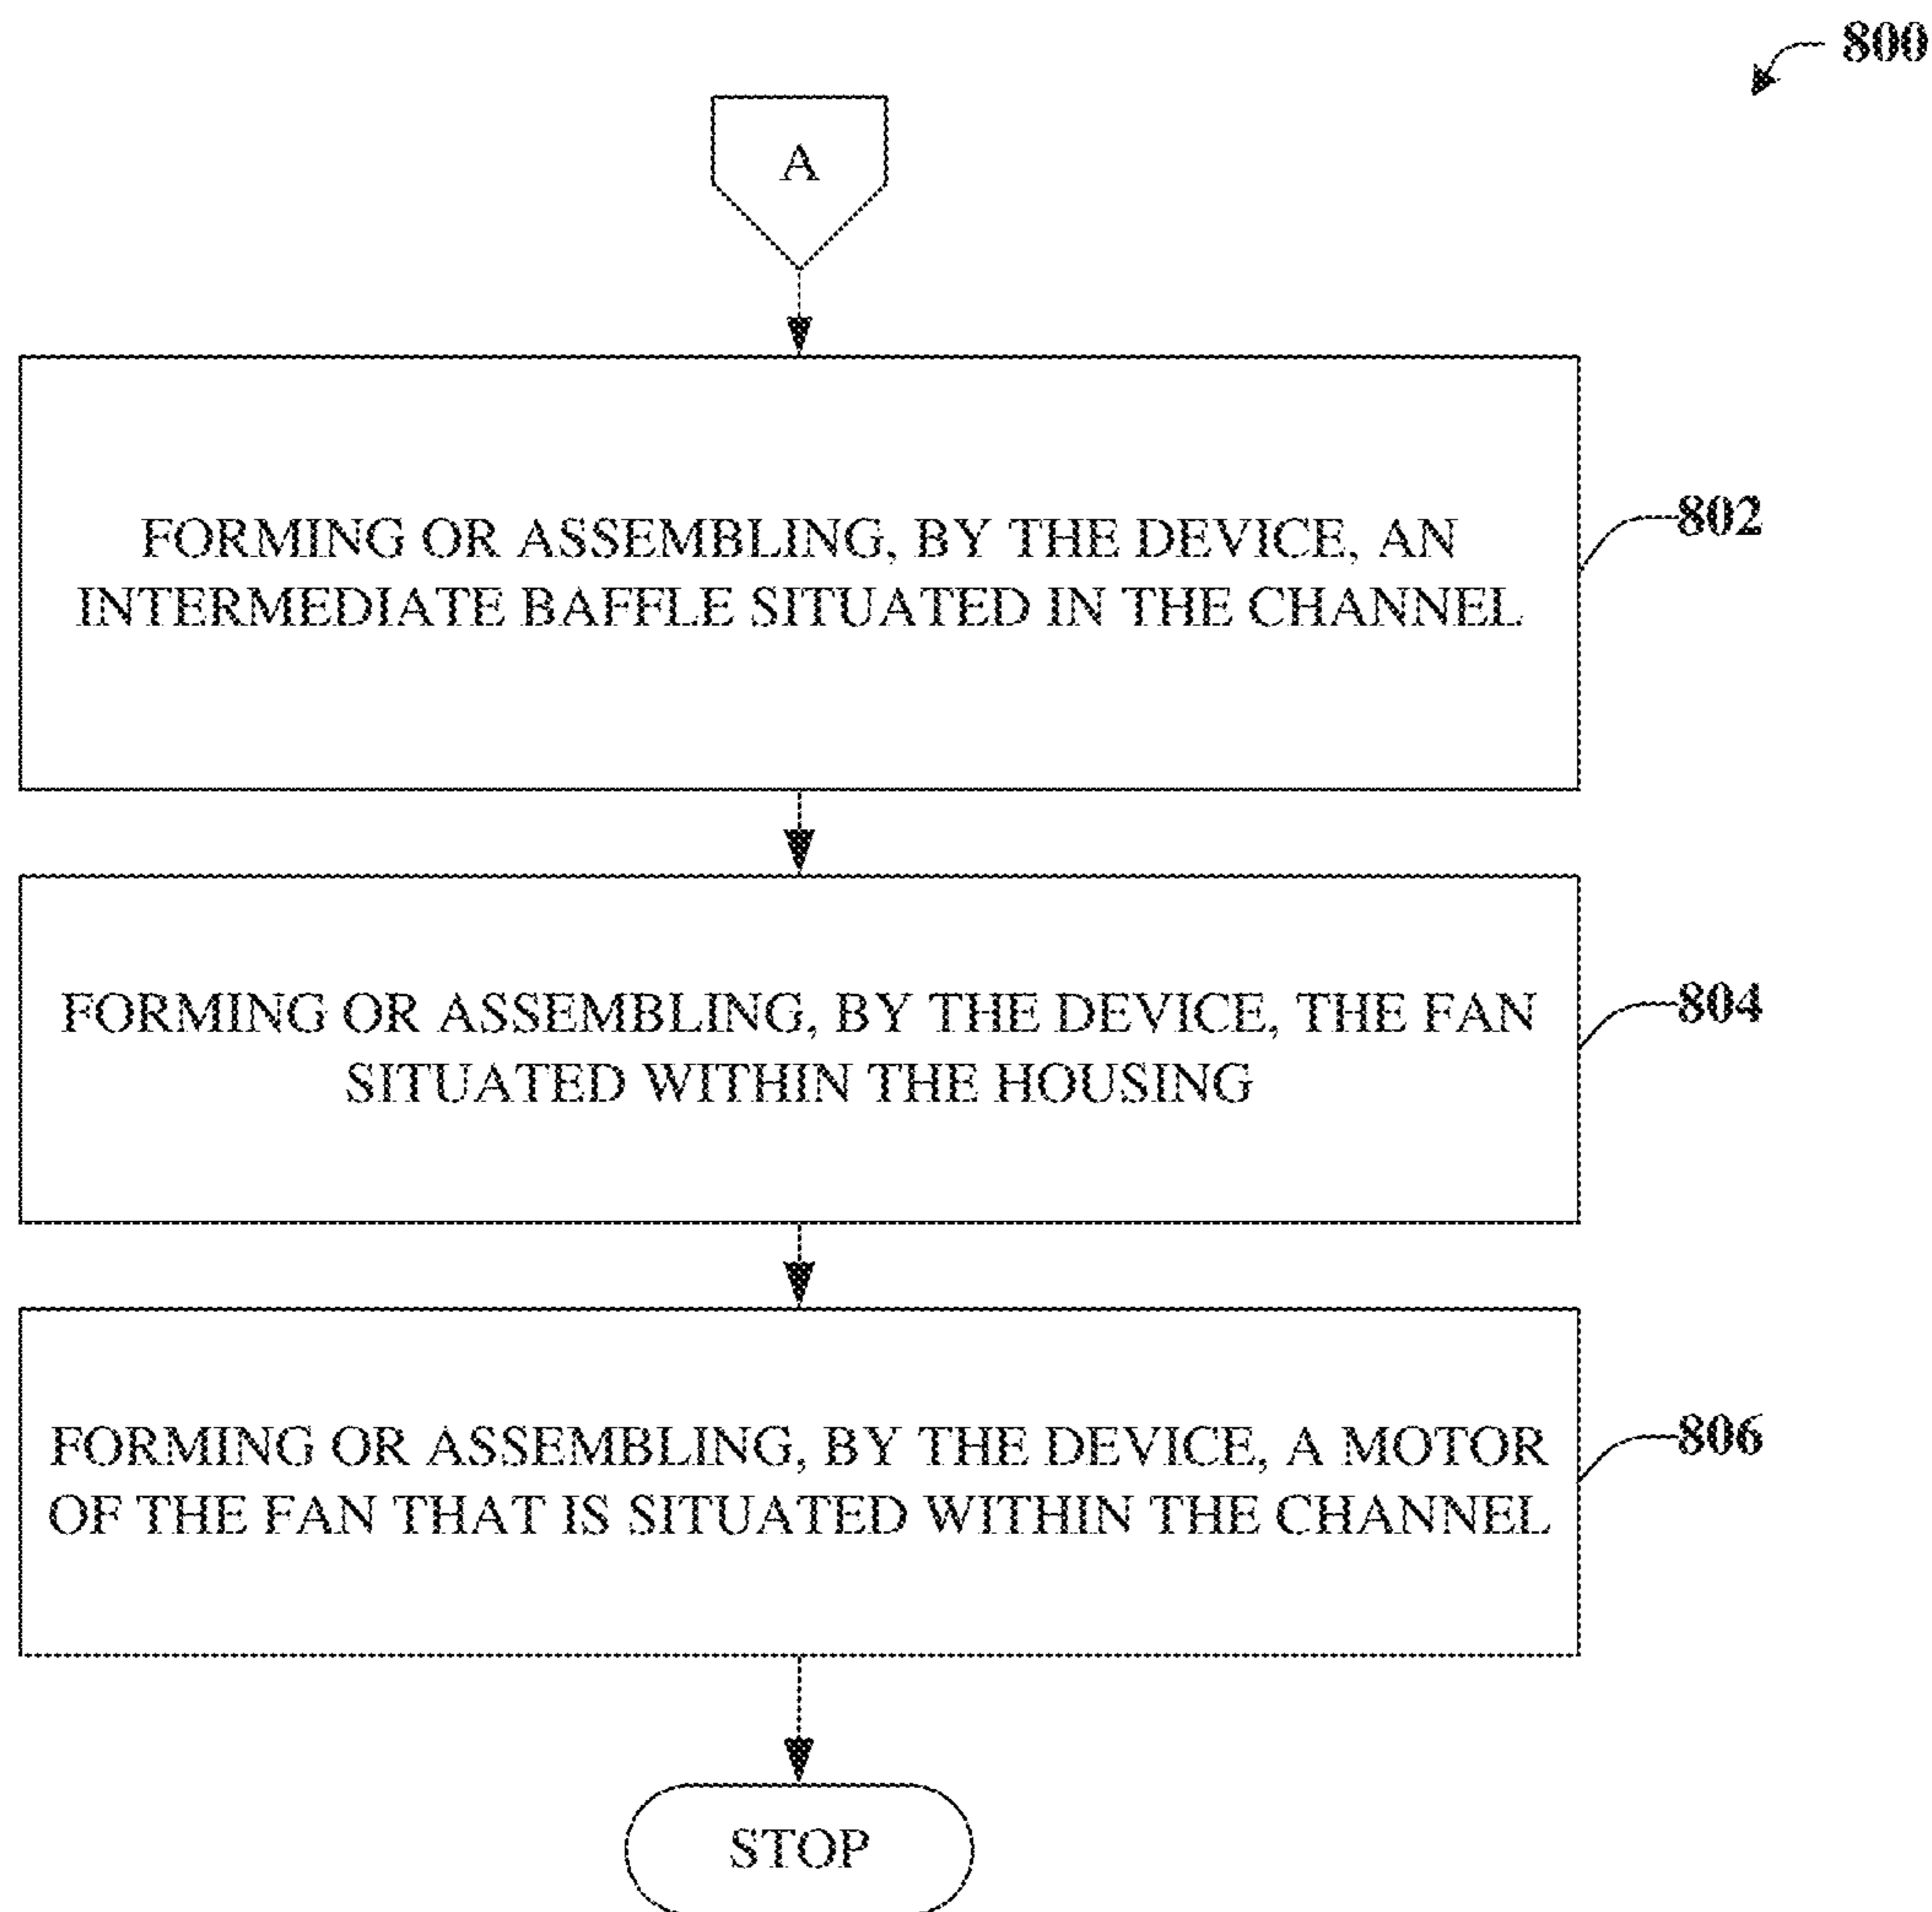 800
A
FORMING OR ASSEMBLING, BY THE DEVICE, AN
INTERMEDIATE BAFFLE SITUATED IN THE CHANNEL
802
FORMING OR ASSEMBLING, BY THE DEVICE, THE FAN
SITUATED WITHIN THE HOUSING
804
FORMING OR ASSEMBLING, BY THE DEVICE, A MOTOR
OF THE FAN THAT IS SITUATED WITHIN THE CHANNEL
806
STOP